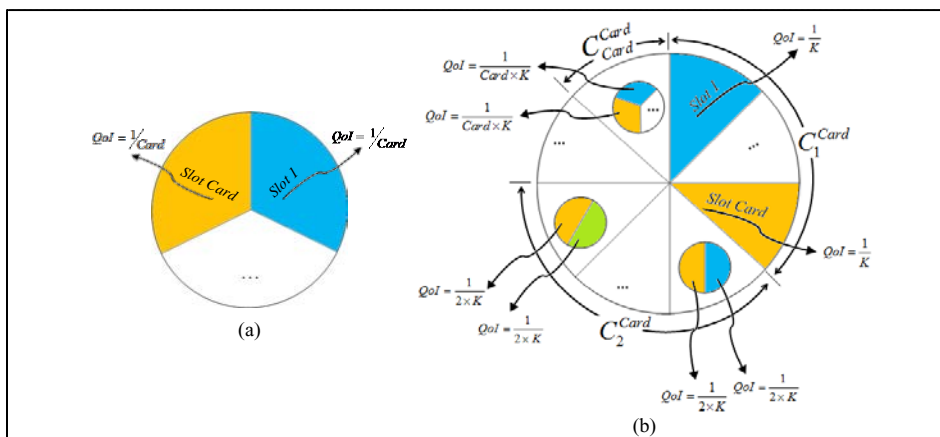 QoI = 1/Card
Slot Card
Slot 1
QoI = 1/Card
...
(a)
C_Card^Card
QoI = 1/K
QoI = 1/(Card×K)
QoI = 1/(Card×K)
...
Slot 1
...
C_1^Card
...
Slot Card
QoI = 1/K
QoI = 1/(2×K)
QoI = 1/(2×K)
...
C_2^Card
QoI = 1/(2×K)
QoI = 1/(2×K)
(b)